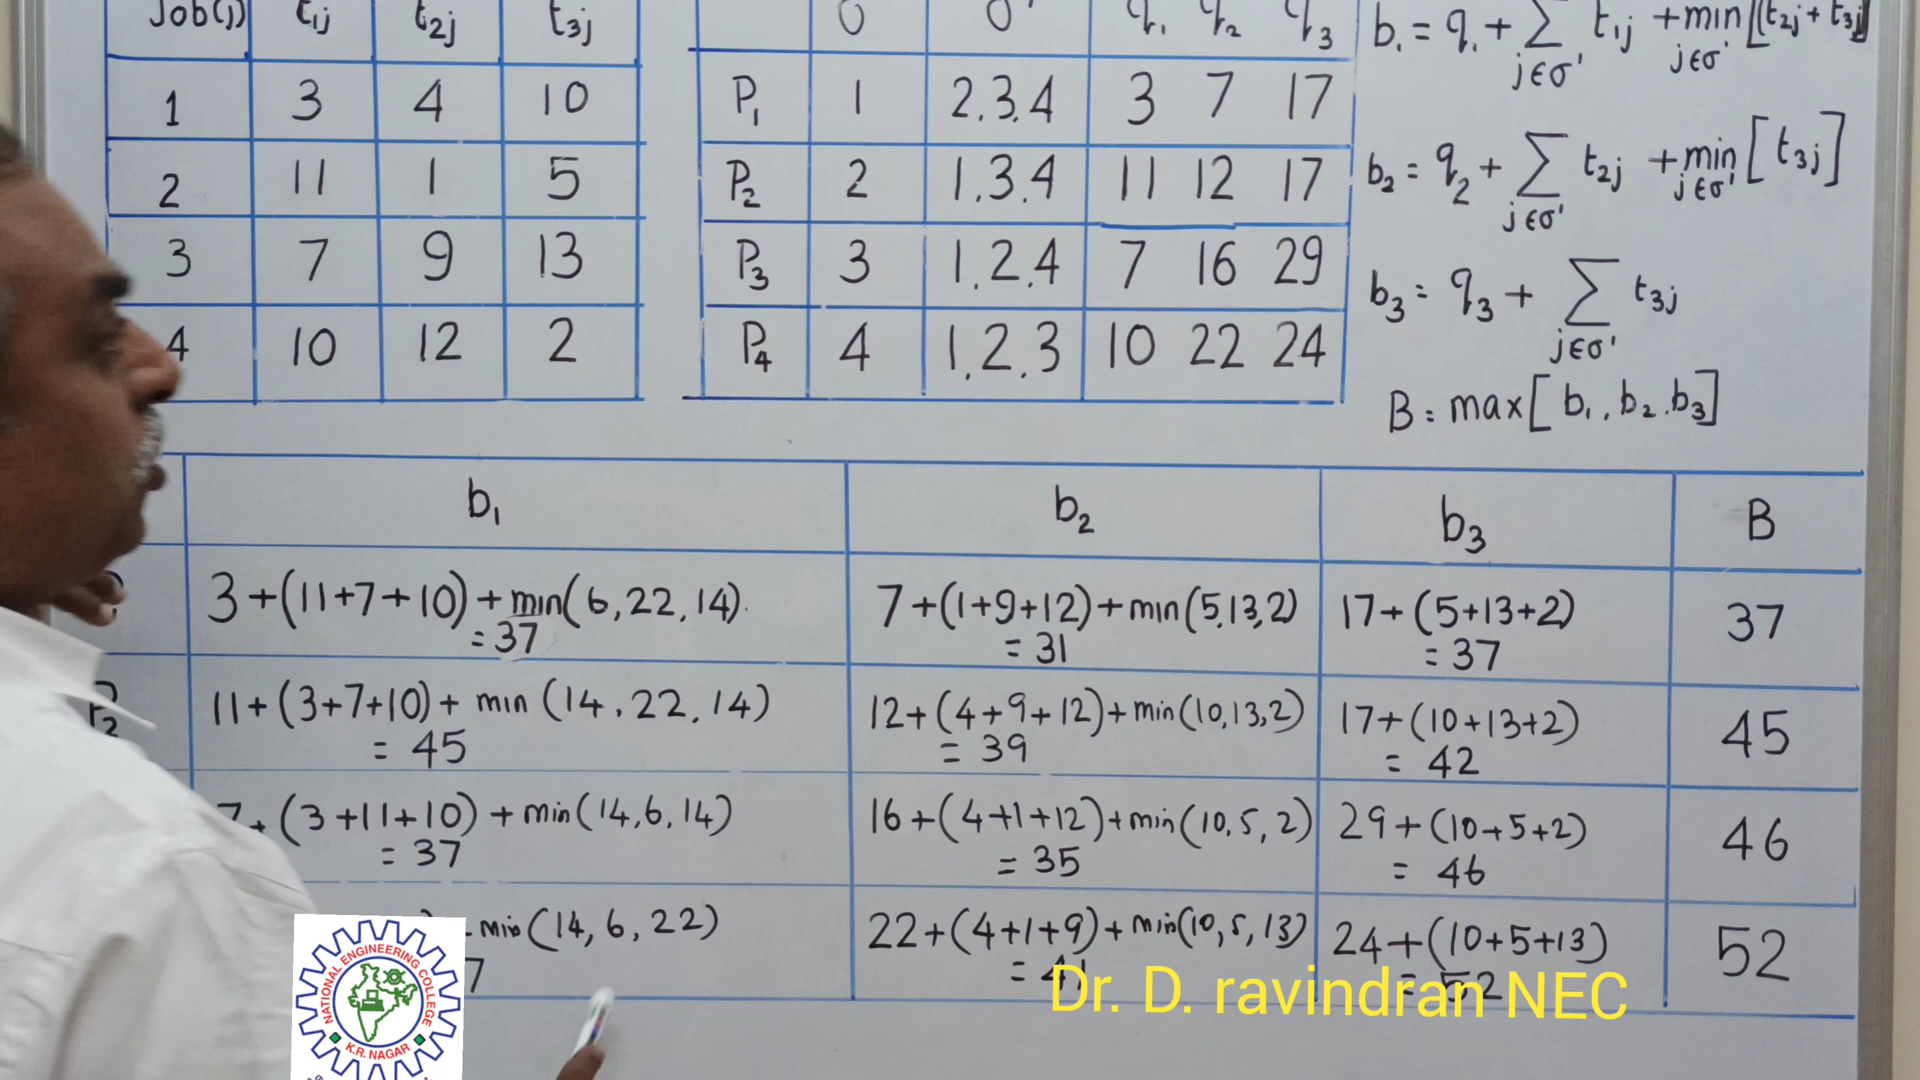 Job(j) t1j t2j t3j
1 3 4 10
2 11 1 5
3 7 9 13
4 10 12 2
σ σ' q1 q2 q3
P1 1 2.3.4 3 7 17
P2 2 1.3.4 11 12 17
P3 3 1.2.4 7 16 29
P4 4 1.2.3 10 22 24
b1 = q1 + Σ t1j + min [(t2j + t3j]
j∈σ' j∈σ'
b2 = q2 + Σ t2j + min [t3j]
j∈σ' j∈σ'
b3 = q3 + Σ t3j
j∈σ'
B = max [b1, b2.b3]
b1 b2 b3 B
3+(11+7+10)+min(6,22,14). 7+(1+9+12)+min(5,13,2) 17+(5+13+2) 37
= 37 = 31 = 37
P2 11+(3+7+10)+ min (14,22,14) 12+(4+9+12)+min(10,13,2) 17+(10+13+2) 45
= 45 = 39 = 42
7+ (3+11+10) + min(14,6,14) 16+(4+1+12)+min(10,5,2) 29+(10+5+2) 46
= 37 = 35 = 46
min(14,6,22) 22+(4+1+9)+min(10,5,13) 24+(10+5+13) 52
7 = 41 = 52
Dr. D. ravindran NEC
NATIONAL ENGINEERING COLLEGE
K.R. NAGAR